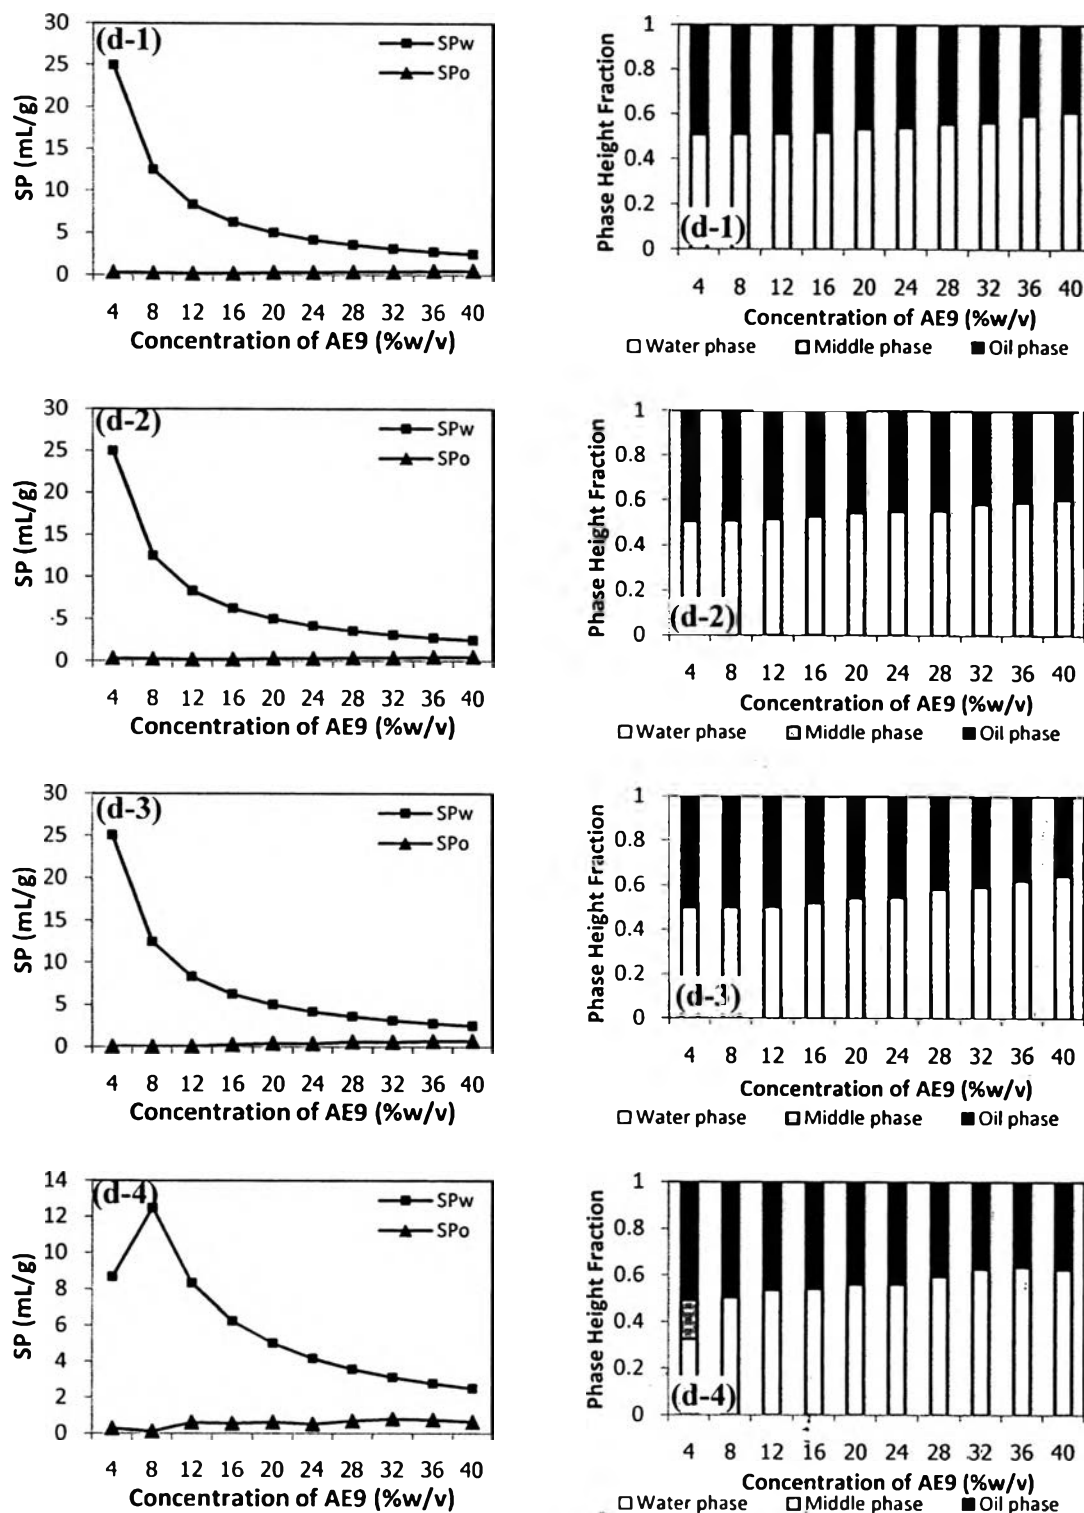 30
25
20
15
10
5
0
SP (mL/g)
(d-1)
SPw
SPo
4 8 12 16 20 24 28 32 36 40
Concentration of AE9 (%w/v)
1
0.8
0.6
0.4
0.2
0
Phase Height Fraction
(d-1)
4 8 12 16 20 24 28 32 36 40
Concentration of AE9 (%w/v)
Water phase Middle phase Oil phase
30
25
20
15
10
5
0
SP (mL/g)
(d-2)
SPw
SPo
4 8 12 16 20 24 28 32 36 40
Concentration of AE9 (%w/v)
1
0.8
0.6
0.4
0.2
0
Phase Height Fraction
(d-2)
4 8 12 16 20 24 28 32 36 40
Concentration of AE9 (%w/v)
Water phase Middle phase Oil phase
30
25
20
15
10
5
0
SP (mL/g)
(d-3)
SPw
SPo
4 8 12 16 20 24 28 32 36 40
Concentration of AE9 (%w/v)
1
0.8
0.6
0.4
0.2
0
Phase Height Fraction
(d-3)
4 8 12 16 20 24 28 32 36 40
Concentration of AE9 (%w/v)
Water phase Middle phase Oil phase
14
12
10
8
6
4
2
0
SP (mL/g)
(d-4)
SPw
SPo
4 8 12 16 20 24 28 32 36 40
Concentration of AE9 (%w/v)
1
0.8
0.6
0.4
0.2
0
Phase Height Fraction
(d-4)
4 8 12 16 20 24 28 32 36 40
Concentration of AE9 (%w/v)
Water phase Middle phase Oil phase